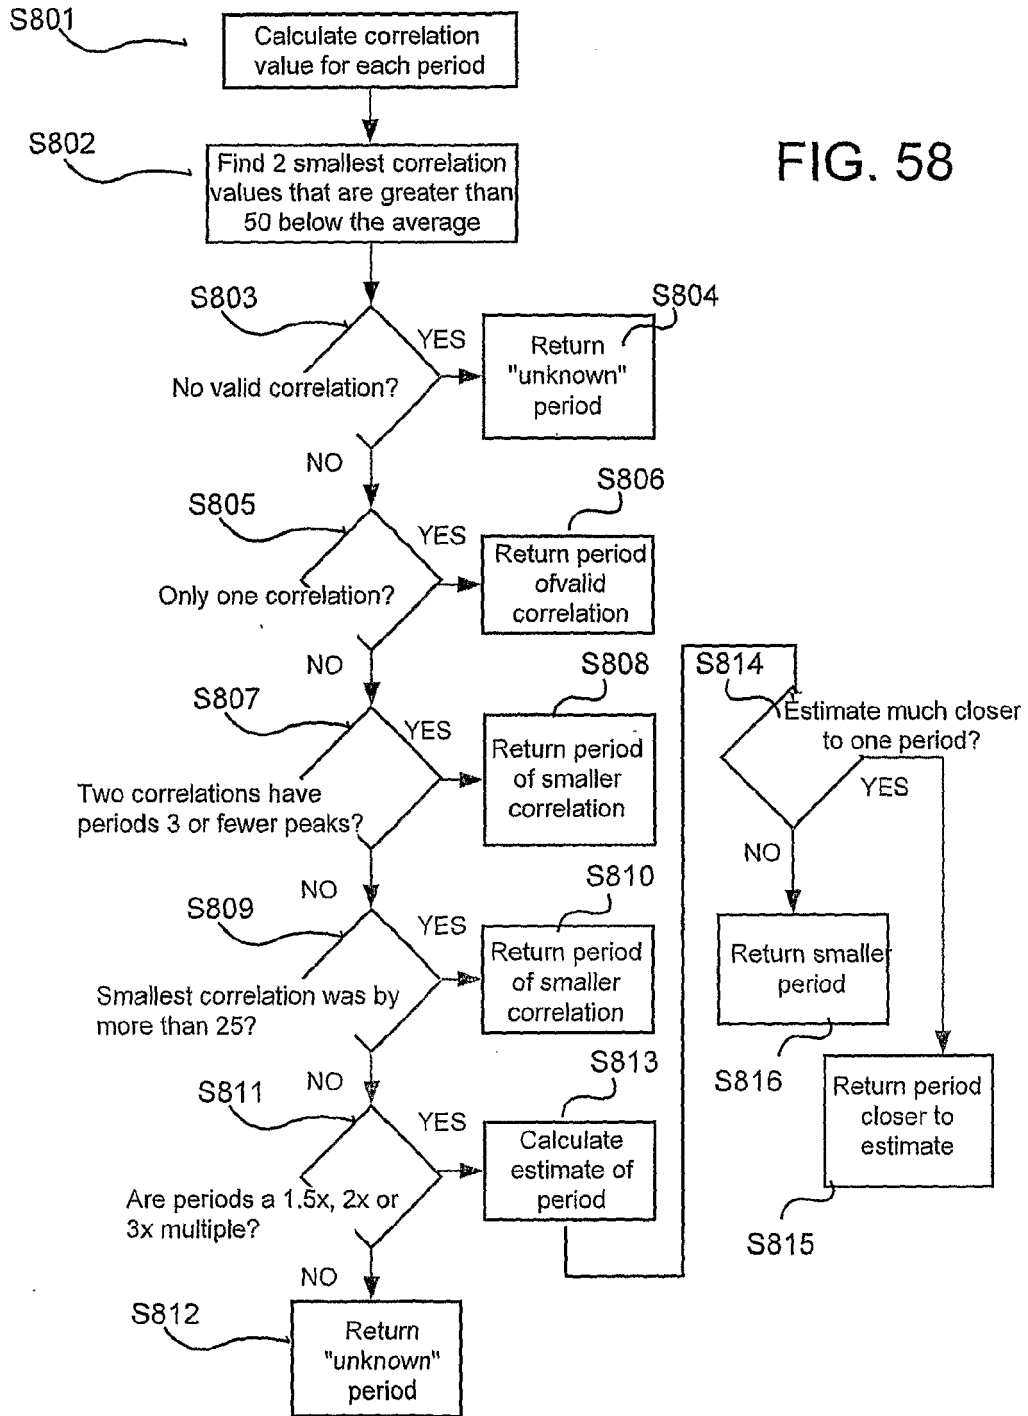 S801
Calculate correlation
value for each period
S802
Find 2 smallest correlation
values that are greater than
50 below the average
FIG. 58
S803
YES
No valid correlation?
S804
Return
"unknown"
period
NO
S805
YES
Only one correlation?
S806
Return period
ofvalid
correlation
NO
S807
YES
Two correlations have
periods 3 or fewer peaks?
S808
Return period
of smaller
correlation
NO
S809
YES
Smallest correlation was by
more than 25?
S810
Return period
of smaller
correlation
NO
S811
YES
Are periods a 1.5x, 2x or
3x multiple?
S813
Calculate
estimate of
period
NO
S812
Return
"unknown"
period
S814
Estimate much closer
to one period?
YES
NO
Return smaller
period
S816
Return period
closer to
estimate
S815